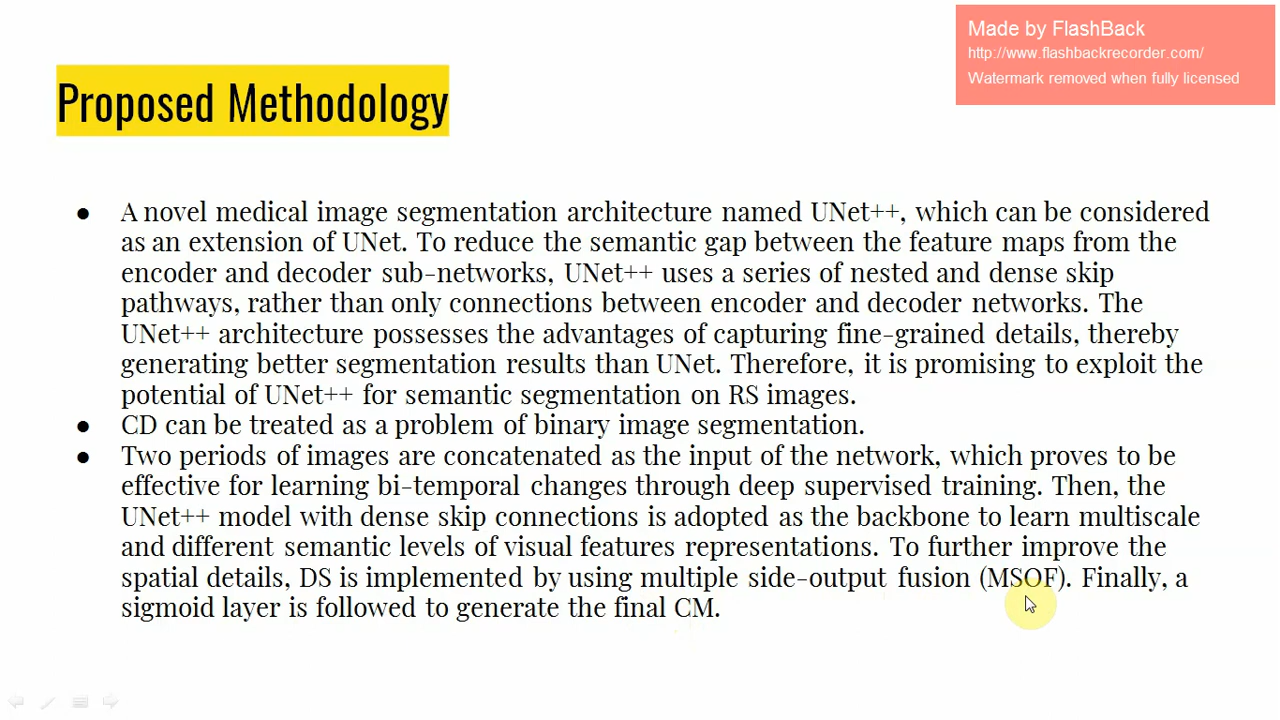 Made by FlashBack
http://www.flashbackrecorder.com/
Watermark removed when fully licensed
Proposed Methodology
● A novel medical image segmentation architecture named UNet++, which can be considered
as an extension of UNet. To reduce the semantic gap between the feature maps from the
encoder and decoder sub-networks, UNet++ uses a series of nested and dense skip
pathways, rather than only connections between encoder and decoder networks. The
UNet++ architecture possesses the advantages of capturing fine-grained details, thereby
generating better segmentation results than UNet. Therefore, it is promising to exploit the
potential of UNet++ for semantic segmentation on RS images.
● CD can be treated as a problem of binary image segmentation.
● Two periods of images are concatenated as the input of the network, which proves to be
effective for learning bi-temporal changes through deep supervised training. Then, the
UNet++ model with dense skip connections is adopted as the backbone to learn multiscale
and different semantic levels of visual features representations. To further improve the
spatial details, DS is implemented by using multiple side-output fusion (MSOF). Finally, a
sigmoid layer is followed to generate the final CM.